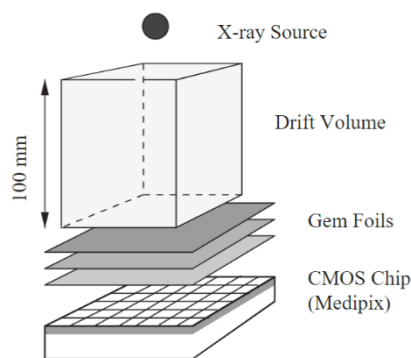 X-ray Source
Drift Volume
100 mm
Gem Foils
CMOS Chip
(Medipix)